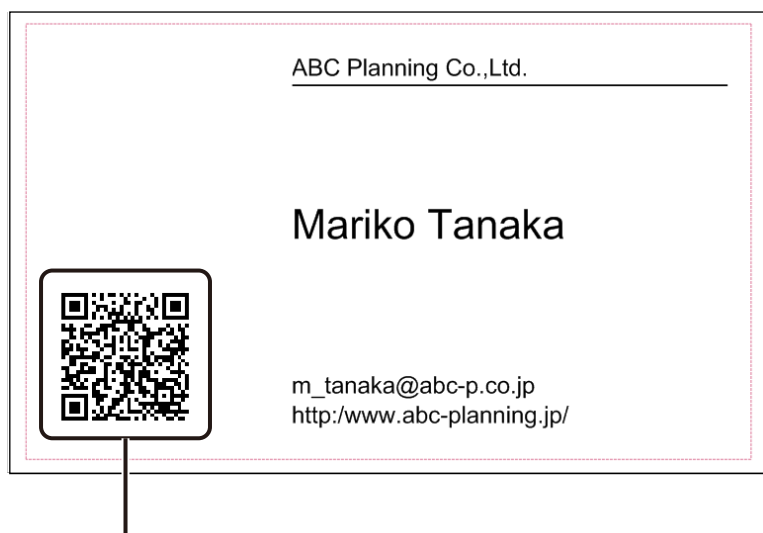 ABC Planning Co.,Ltd.
Mariko Tanaka
m_tanaka@abc-p.co.jp
http:/www.abc-planning.jp/